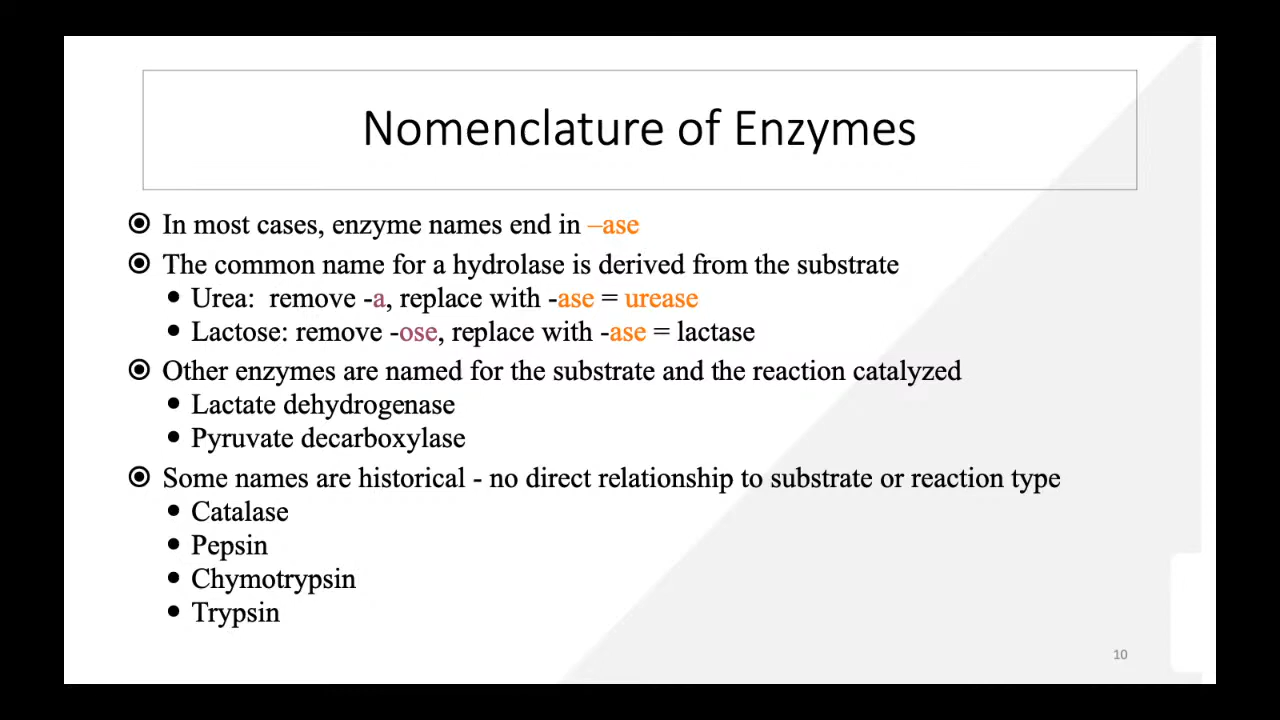 Nomenclature of Enzymes
In most cases, enzyme names end in –ase
The common name for a hydrolase is derived from the substrate
Urea: remove -a, replace with -ase = urease
Lactose: remove -ose, replace with -ase = lactase
Other enzymes are named for the substrate and the reaction catalyzed
Lactate dehydrogenase
Pyruvate decarboxylase
Some names are historical - no direct relationship to substrate or reaction type
Catalase
Pepsin
Chymotrypsin
Trypsin
10